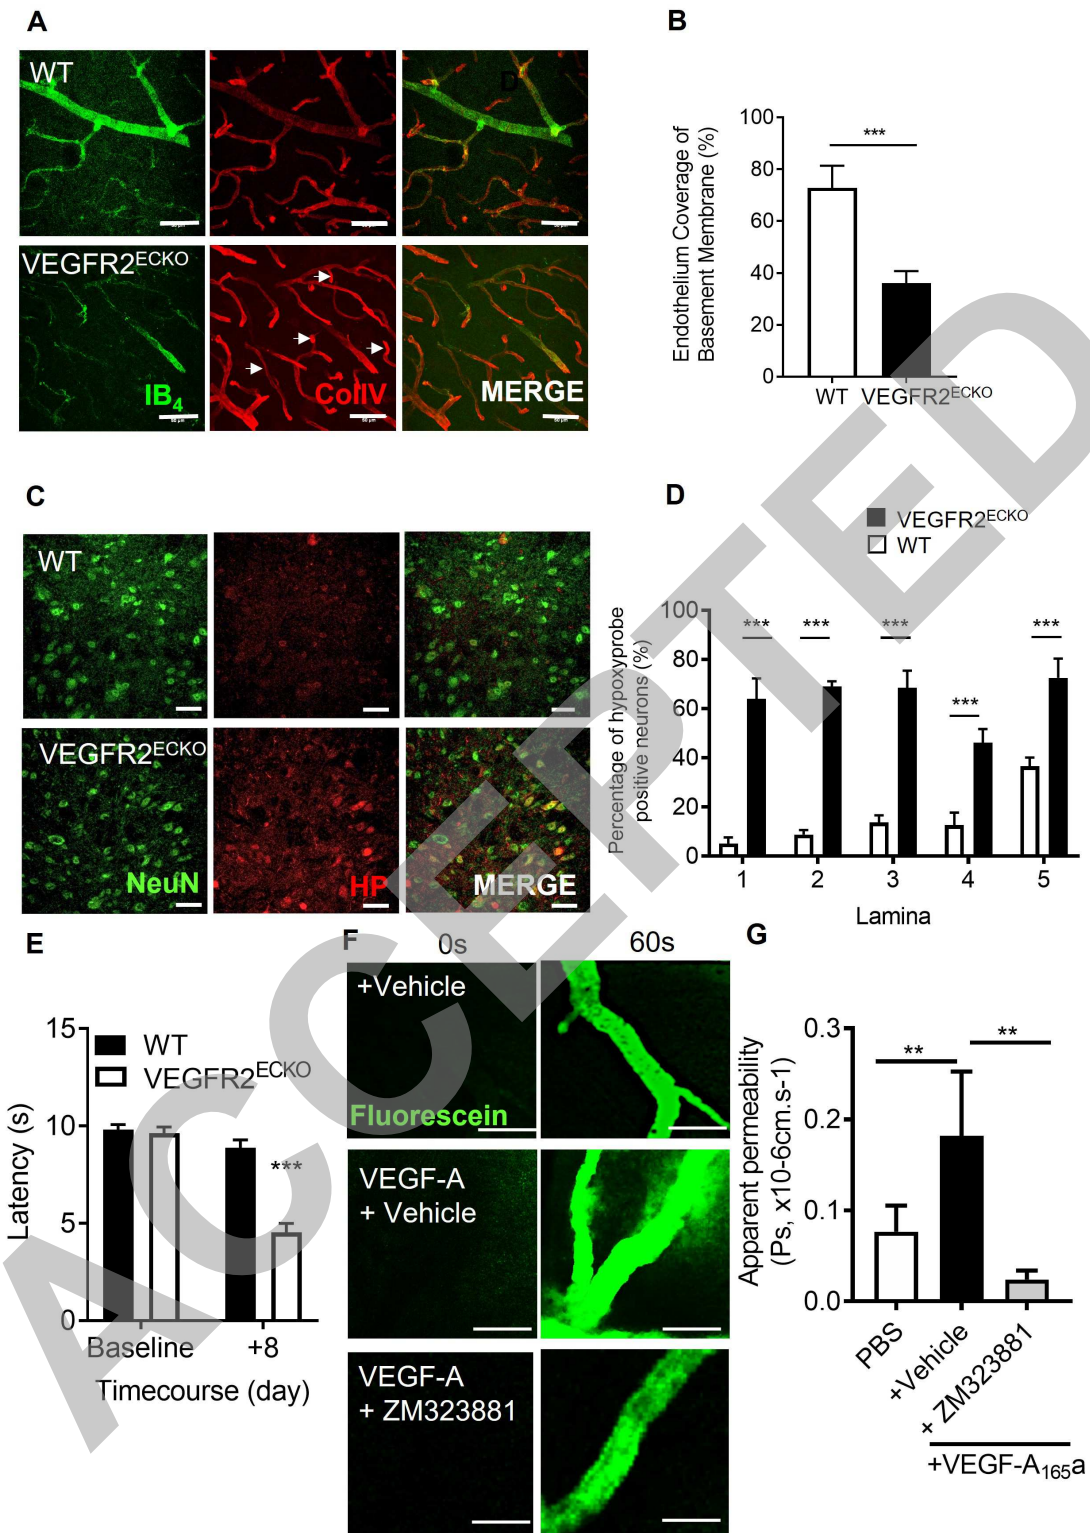 A
WT
D
VEGFR2ECKO
IB4
ColIV
MERGE
50 µm
B
Endothelium Coverage of
Basement Membrane (%)
100
80
60
40
20
0
***
WT
VEGFR2ECKO
C
WT
VEGFR2ECKO
NeuN
HP
MERGE
D
VEGFR2ECKO
WT
Percentage of hypoxyprobe
positive neurons (%)
100
80
60
40
20
0
***
***
***
***
***
1 2 3 4 5
Lamina
E
WT
VEGFR2ECKO
Latency (s)
15
10
5
0
***
Baseline +8
Timecourse (day)
F
0s 60s
+Vehicle
Fluorescein
VEGF-A
+ Vehicle
VEGF-A
+ ZM323881
G
Apparent permeability
(Ps, x10-6cm.s-1)
0.3
0.2
0.1
0.0
**
**
PBS
+Vehicle
+ ZM323881
+VEGF-A165a
ACCEPTED